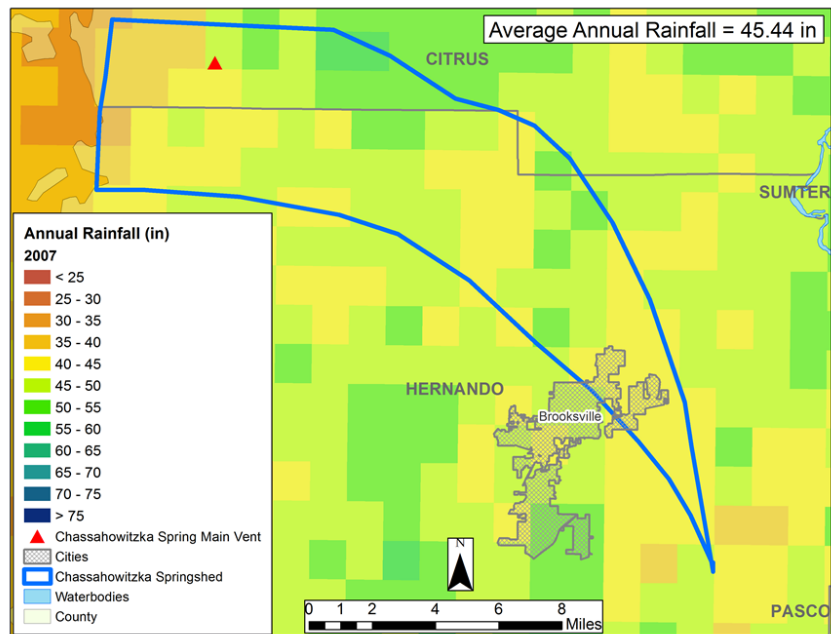 Average Annual Rainfall = 45.44 in
CITRUS
SUMTER
HERNANDO
Brooksville
PASCO
Annual Rainfall (in)
2007
< 25
25 - 30
30 - 35
35 - 40
40 - 45
45 - 50
50 - 55
55 - 60
60 - 65
65 - 70
70 - 75
> 75
Chassahowitzka Spring Main Vent
Cities
Chassahowitzka Springshed
Waterbodies
County
N
0 1 2 4 6 8
Miles